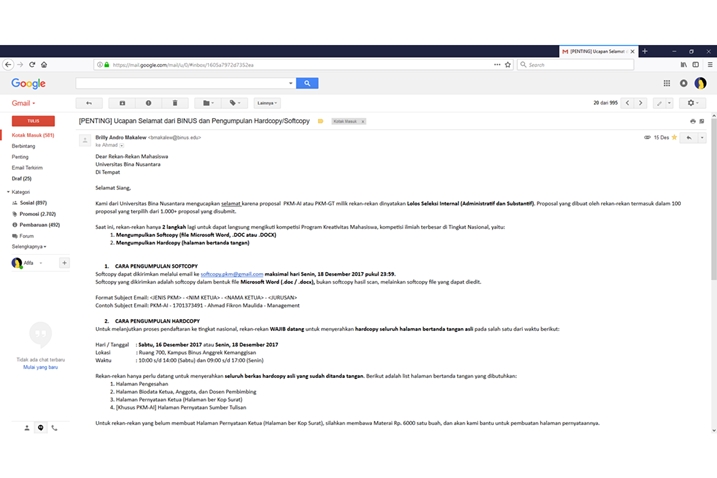 [PENTING] Ucapan Selamat
https://mail.google.com/mail/u/0/#inbox/1605a7972d7352ea
Search
Google
Gmail
Lainnya
20 dari 995
TULIS
Kotak Masuk (581)
Berbintang
Penting
Email Terkirim
Draf (25)
Kategori
Sosial (897)
Promosi (2.702)
Pembaruan (492)
Forum
Selengkapnya
Afifa
Tidak ada chat terbaru
Mulai yang baru
[PENTING] Ucapan Selamat dari BINUS dan Pengumpulan Hardcopy/Softcopy
Kotak Masuk x
Brilly Andro Makalew <bmakalew@binus.edu>
15 Des
ke Ahmad
Dear Rekan-Rekan Mahasiswa
Universitas Bina Nusantara
Di Tempat
Selamat Siang,
Kami dari Universitas Bina Nusantara mengucapkan selamat karena proposal PKM-AI atau PKM-GT milik rekan-rekan dinyatakan Lolos Seleksi Internal (Administratif dan Substantif). Proposal yang dibuat oleh rekan-rekan termasuk dalam 100
proposal yang terpilih dari 1.000+ proposal yang disubmit.
Saat ini, rekan-rekan hanya 2 langkah lagi untuk dapat langsung mengikuti kompetisi Program Kreativitas Mahasiswa, kompetisi ilmiah terbesar di Tingkat Nasional, yaitu:
1. Mengumpulkan Softcopy (file Microsoft Word, .DOC atau .DOCX)
2. Mengumpulkan Hardcopy (halaman bertanda tangan)
1. CARA PENGUMPULAN SOFTCOPY
Softcopy dapat dikirimkan melalui email ke softcopy.pkm@gmail.com maksimal hari Senin, 18 Desember 2017 pukul 23:59.
Softcopy yang dikirimkan adalah softcopy dalam bentuk file Microsoft Word (.doc / .docx), bukan softcopy hasil scan, melainkan softcopy file yang dapat diedit.
Format Subject Email: <JENIS PKM> - <NIM KETUA> - <NAMA KETUA> - </JURUSAN>
Contoh Subject Email: PKM-AI - 1701373491 - Ahmad Fikron Maulida - Management
2. CARA PENGUMPULAN HARDCOPY
Untuk melanjutkan proses pendaftaran ke tingkat nasional, rekan-rekan WAJIB datang untuk menyerahkan hardcopy seluruh halaman bertanda tangan asli pada salah satu dari waktu berikut:
Hari / Tanggal : Sabtu, 16 Desember 2017 atau Senin, 18 Desember 2017
Lokasi : Ruang 700, Kampus Binus Anggrek Kemanggisan
Waktu : 10:00 s/d 14:00 (Sabtu) dan 09:00 s/d 17:00 (Senin)
Rekan-rekan hanya perlu datang untuk menyerahkan seluruh berkas hardcopy asli yang sudah ditanda tangan. Berikut adalah list halaman bertanda tangan yang dibutuhkan:
1. Halaman Pengesahan
2. Halaman Biodata Ketua, Anggota, dan Dosen Pembimbing
3. Halaman Pernyataan Ketua (Halaman ber Kop Surat)
4. [Khusus PKM-AI] Halaman Pernyataan Sumber Tulisan
Untuk rekan-rekan yang belum membuat Halaman Pernyataan Ketua (Halaman ber Kop Surat), silahkan membawa Materai Rp. 6000 satu buah, dan akan kami bantu untuk pembuatan halaman pernyataannya.